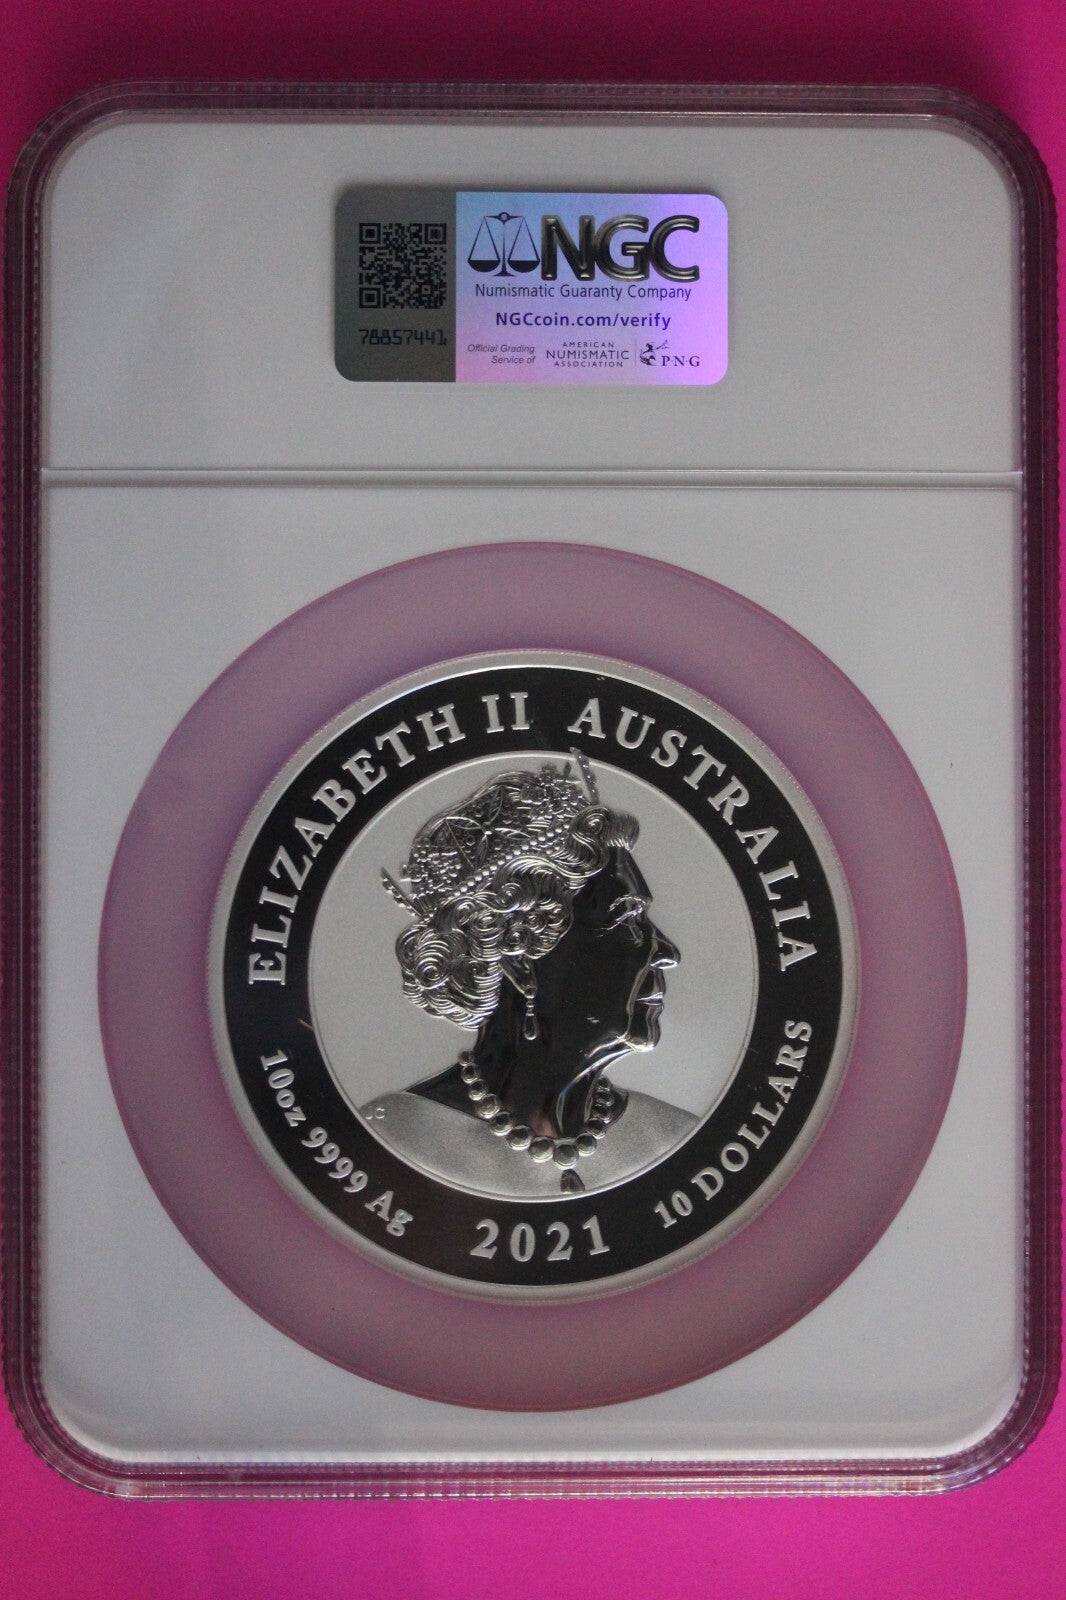 NGC
Numismatic Guaranty Company
NGCcoin.com/verify
78857441
Official Grading
Service of
AMERICAN
NUMISMATIC
ASSOCIATION
PNG
ELIZABETH II AUSTRALIA
JC
10oz 9999 Ag
2021
10 DOLLARS